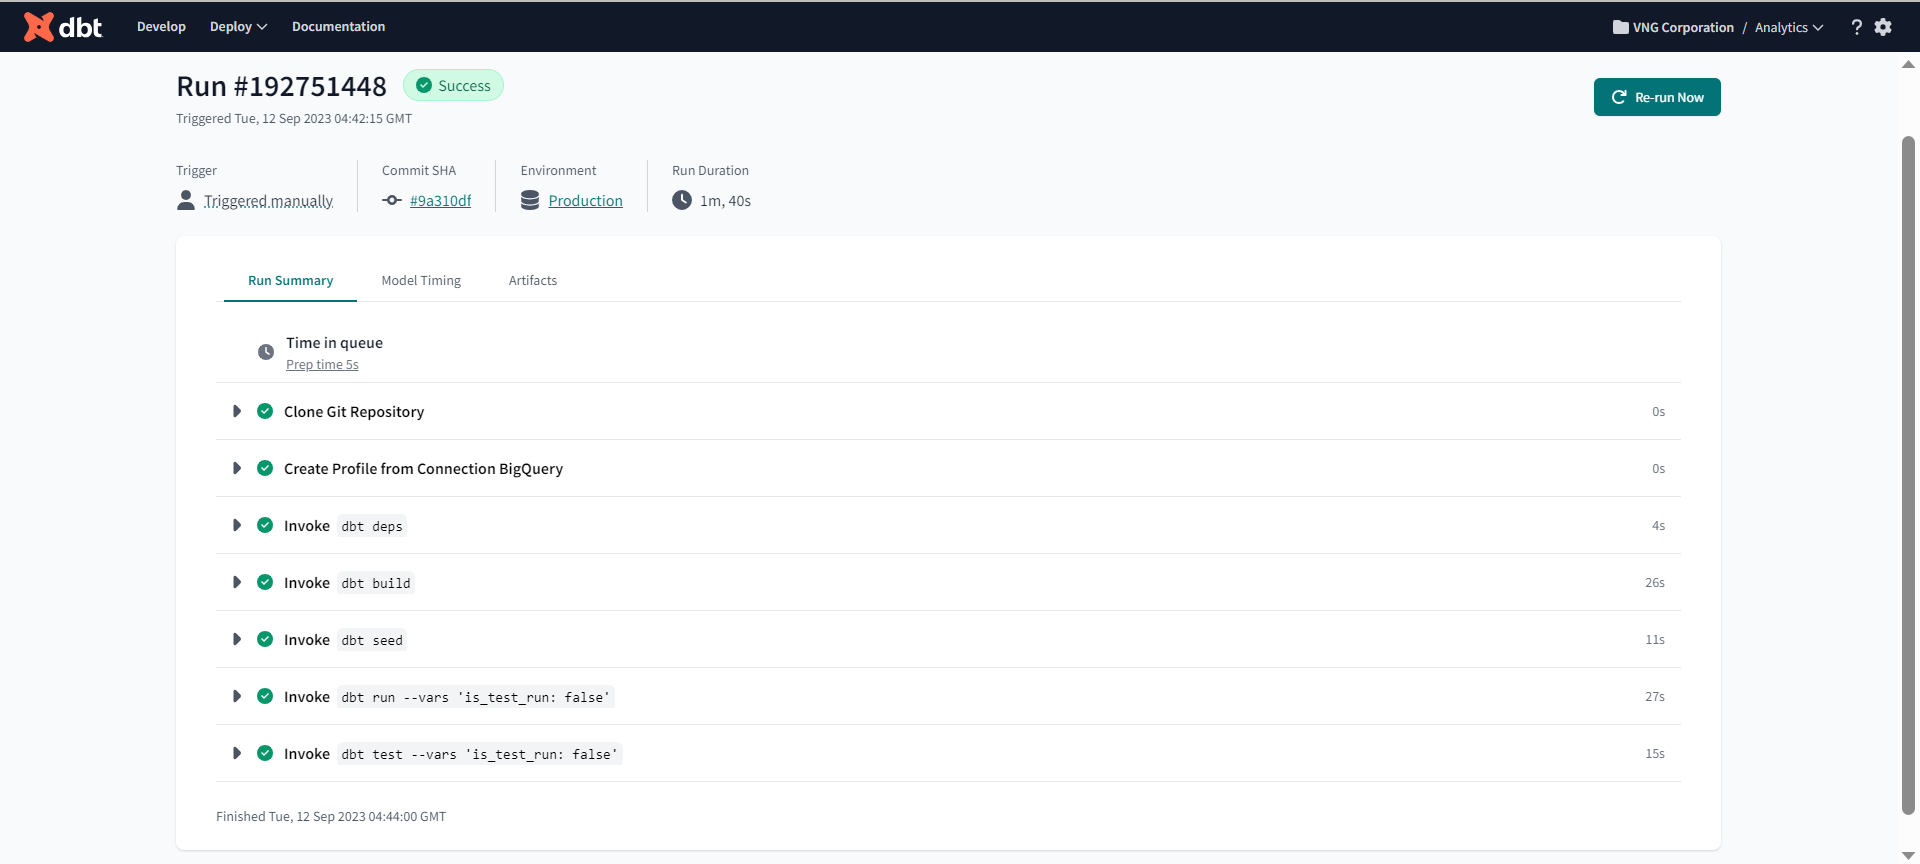 dbt Develop Deploy Documentation VNG Corporation / Analytics ?
Run #192751448 Success
Re-run Now
Triggered Tue, 12 Sep 2023 04:42:15 GMT
Trigger Commit SHA Environment Run Duration
Triggered manually #9a310df Production 1m, 40s
Run Summary Model Timing Artifacts
Time in queue
Prep time 5s
Clone Git Repository 0s
Create Profile from Connection BigQuery 0s
Invoke dbt deps 4s
Invoke dbt build 26s
Invoke dbt seed 11s
Invoke dbt run --vars 'is_test_run: false' 27s
Invoke dbt test --vars 'is_test_run: false' 15s
Finished Tue, 12 Sep 2023 04:44:00 GMT